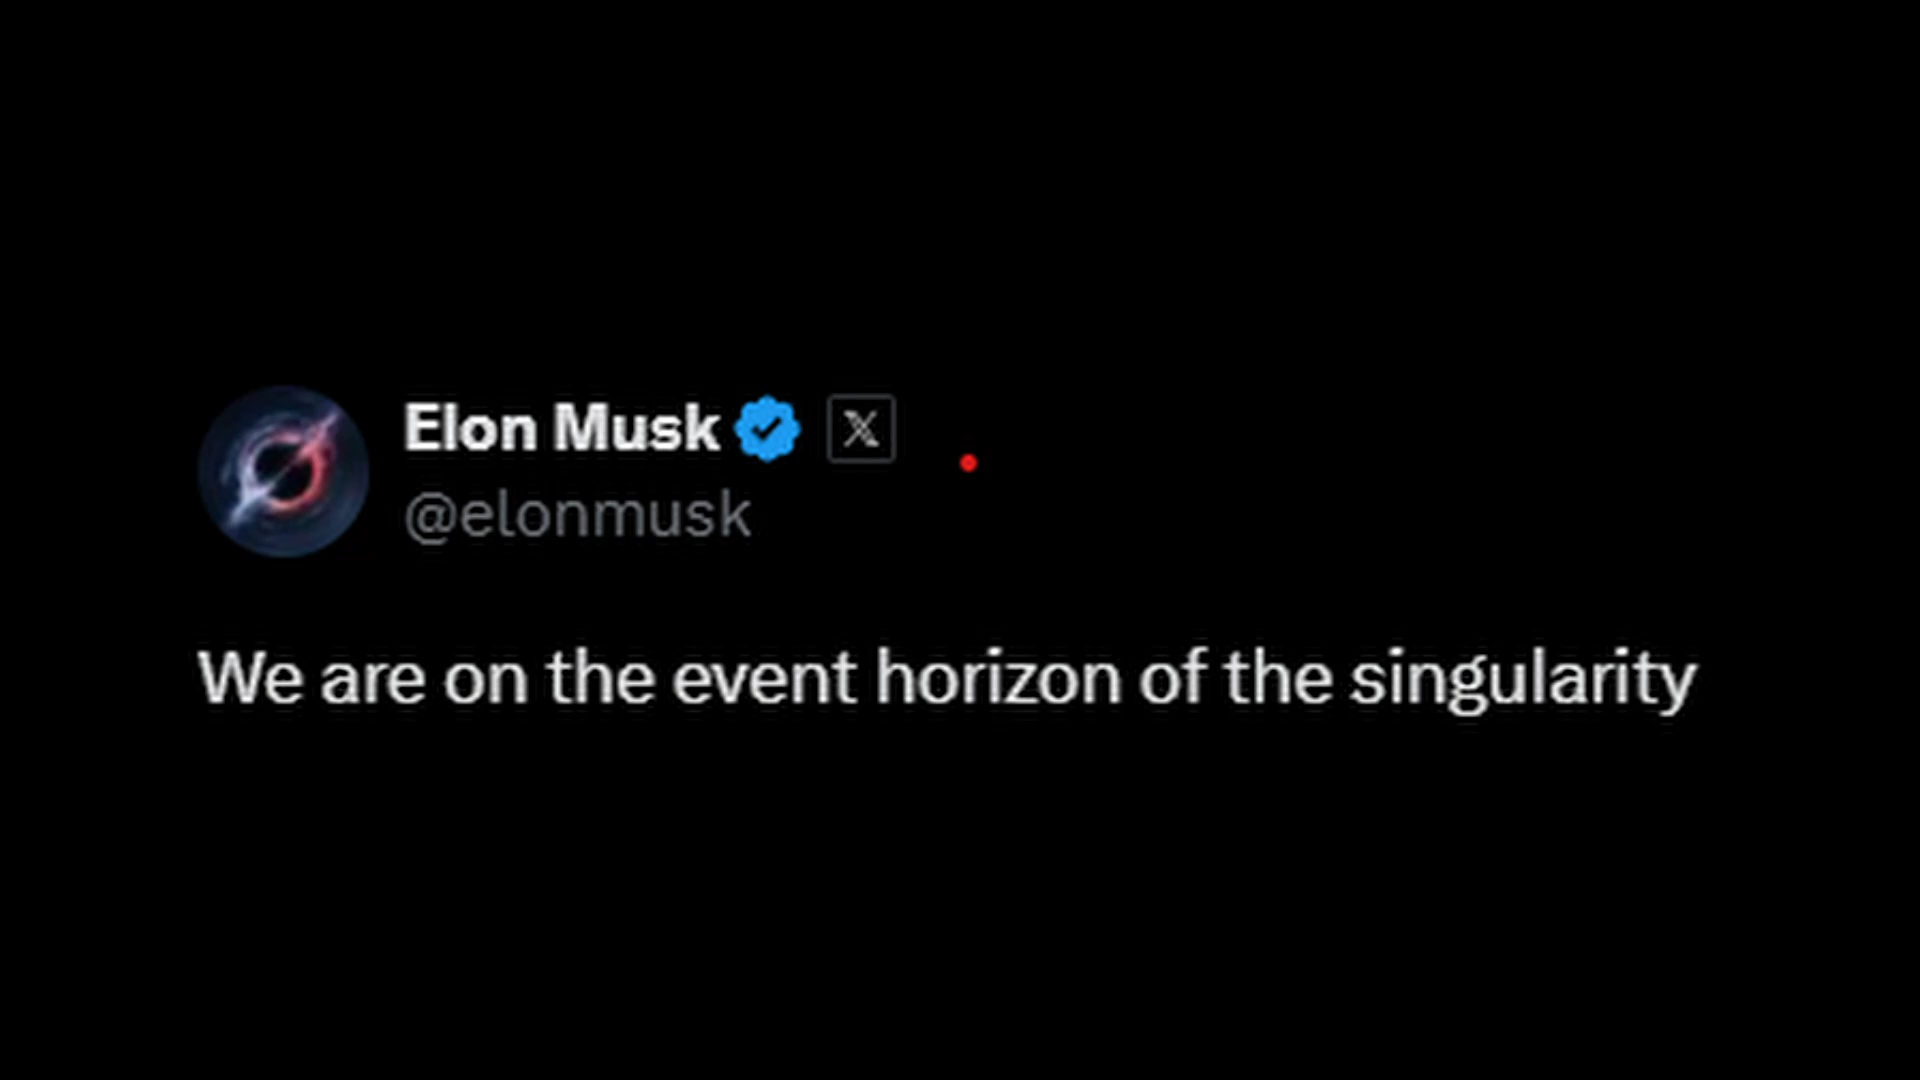 Elon Musk
@elonmusk
We are on the event horizon of the singularity